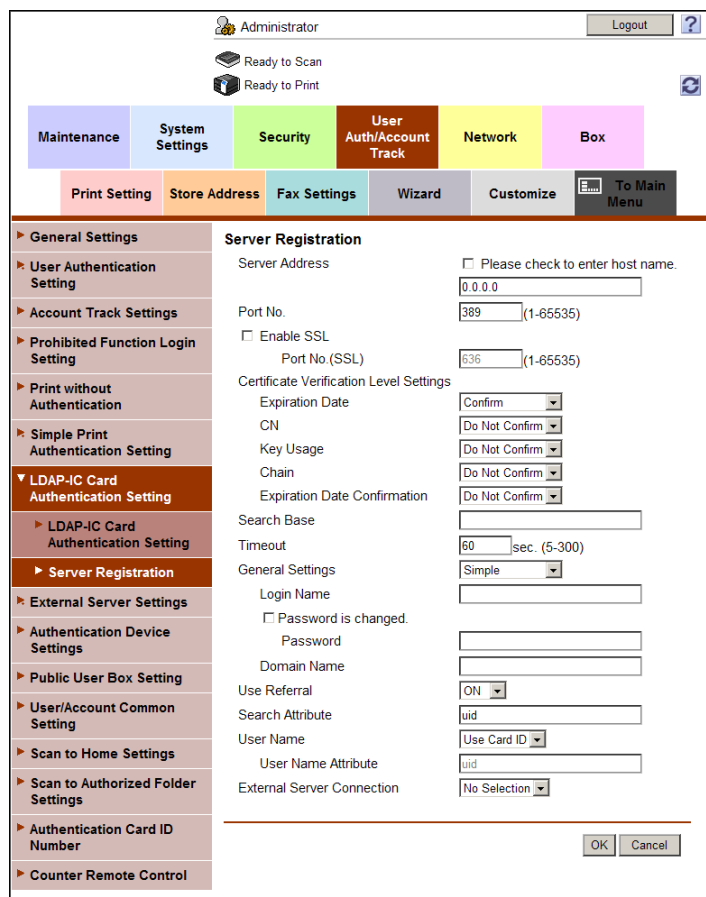 Administrator
Logout
?
Ready to Scan
Ready to Print
Maintenance
System
Settings
Security
User
Auth/Account
Track
Network
Box
Print Setting
Store Address
Fax Settings
Wizard
Customize
To Main
Menu
General Settings
User Authentication
Setting
Account Track Settings
Prohibited Function Login
Setting
Print without
Authentication
Simple Print
Authentication Setting
LDAP-IC Card
Authentication Setting
LDAP-IC Card
Authentication Setting
Server Registration
External Server Settings
Authentication Device
Settings
Public User Box Setting
User/Account Common
Setting
Scan to Home Settings
Scan to Authorized Folder
Settings
Authentication Card ID
Number
Counter Remote Control
Server Registration
Server Address
Please check to enter host name.
0.0.0.0
Port No.
389 (1-65535)
Enable SSL
Port No.(SSL)
636 (1-65535)
Certificate Verification Level Settings
Expiration Date
Confirm
CN
Do Not Confirm
Key Usage
Do Not Confirm
Chain
Do Not Confirm
Expiration Date Confirmation
Do Not Confirm
Search Base
Timeout
60 sec. (5-300)
General Settings
Simple
Login Name
Password is changed.
Password
Domain Name
Use Referral
ON
Search Attribute
uid
User Name
Use Card ID
User Name Attribute
uid
External Server Connection
No Selection
OK
Cancel